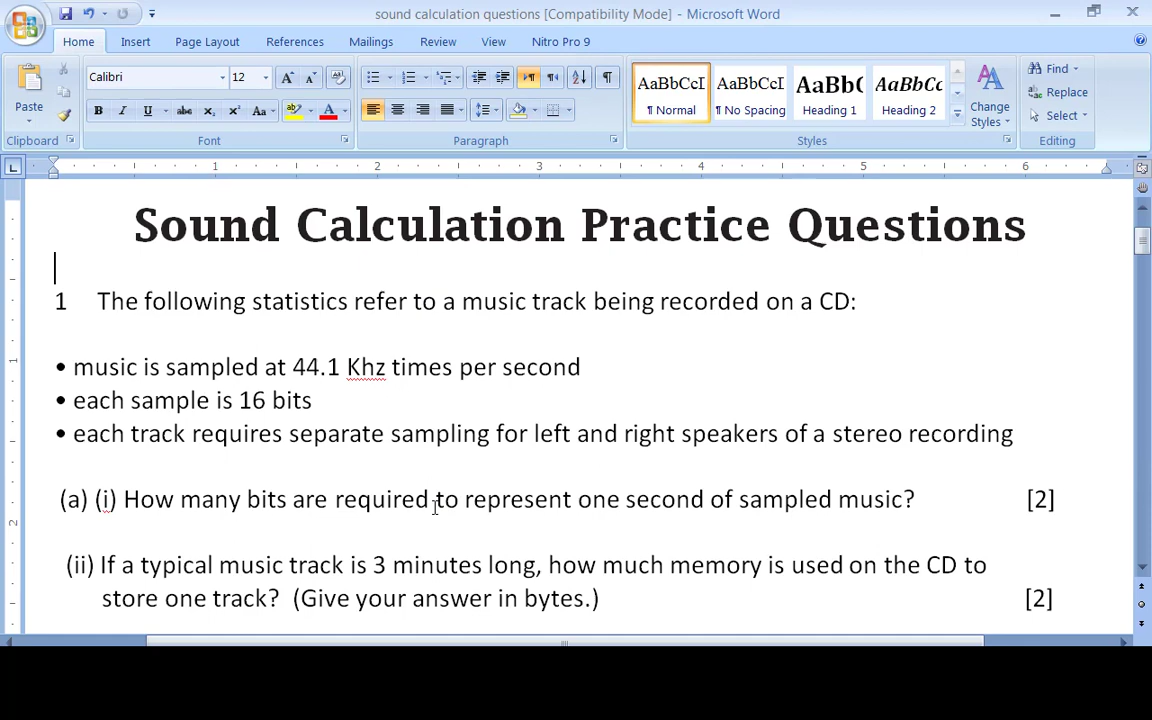 sound calculation questions [Compatibility Mode] - Microsoft Word
Home Insert Page Layout References Mailings Review View Nitro Pro 9
Calibri 12
AaBbCcI AaBbCcI AaBbC AaBbCc
Find
Replace
Select
Paste
¶ Normal ¶ No Spacing Heading 1 Heading 2
Change
Styles
Clipboard Font Paragraph Styles Editing
1 2 3 4 5 6
Sound Calculation Practice Questions
1 The following statistics refer to a music track being recorded on a CD:
• music is sampled at 44.1 Khz times per second
• each sample is 16 bits
• each track requires separate sampling for left and right speakers of a stereo recording
(a) (i) How many bits are required to represent one second of sampled music? [2]
(ii) If a typical music track is 3 minutes long, how much memory is used on the CD to
store one track? (Give your answer in bytes.) [2]